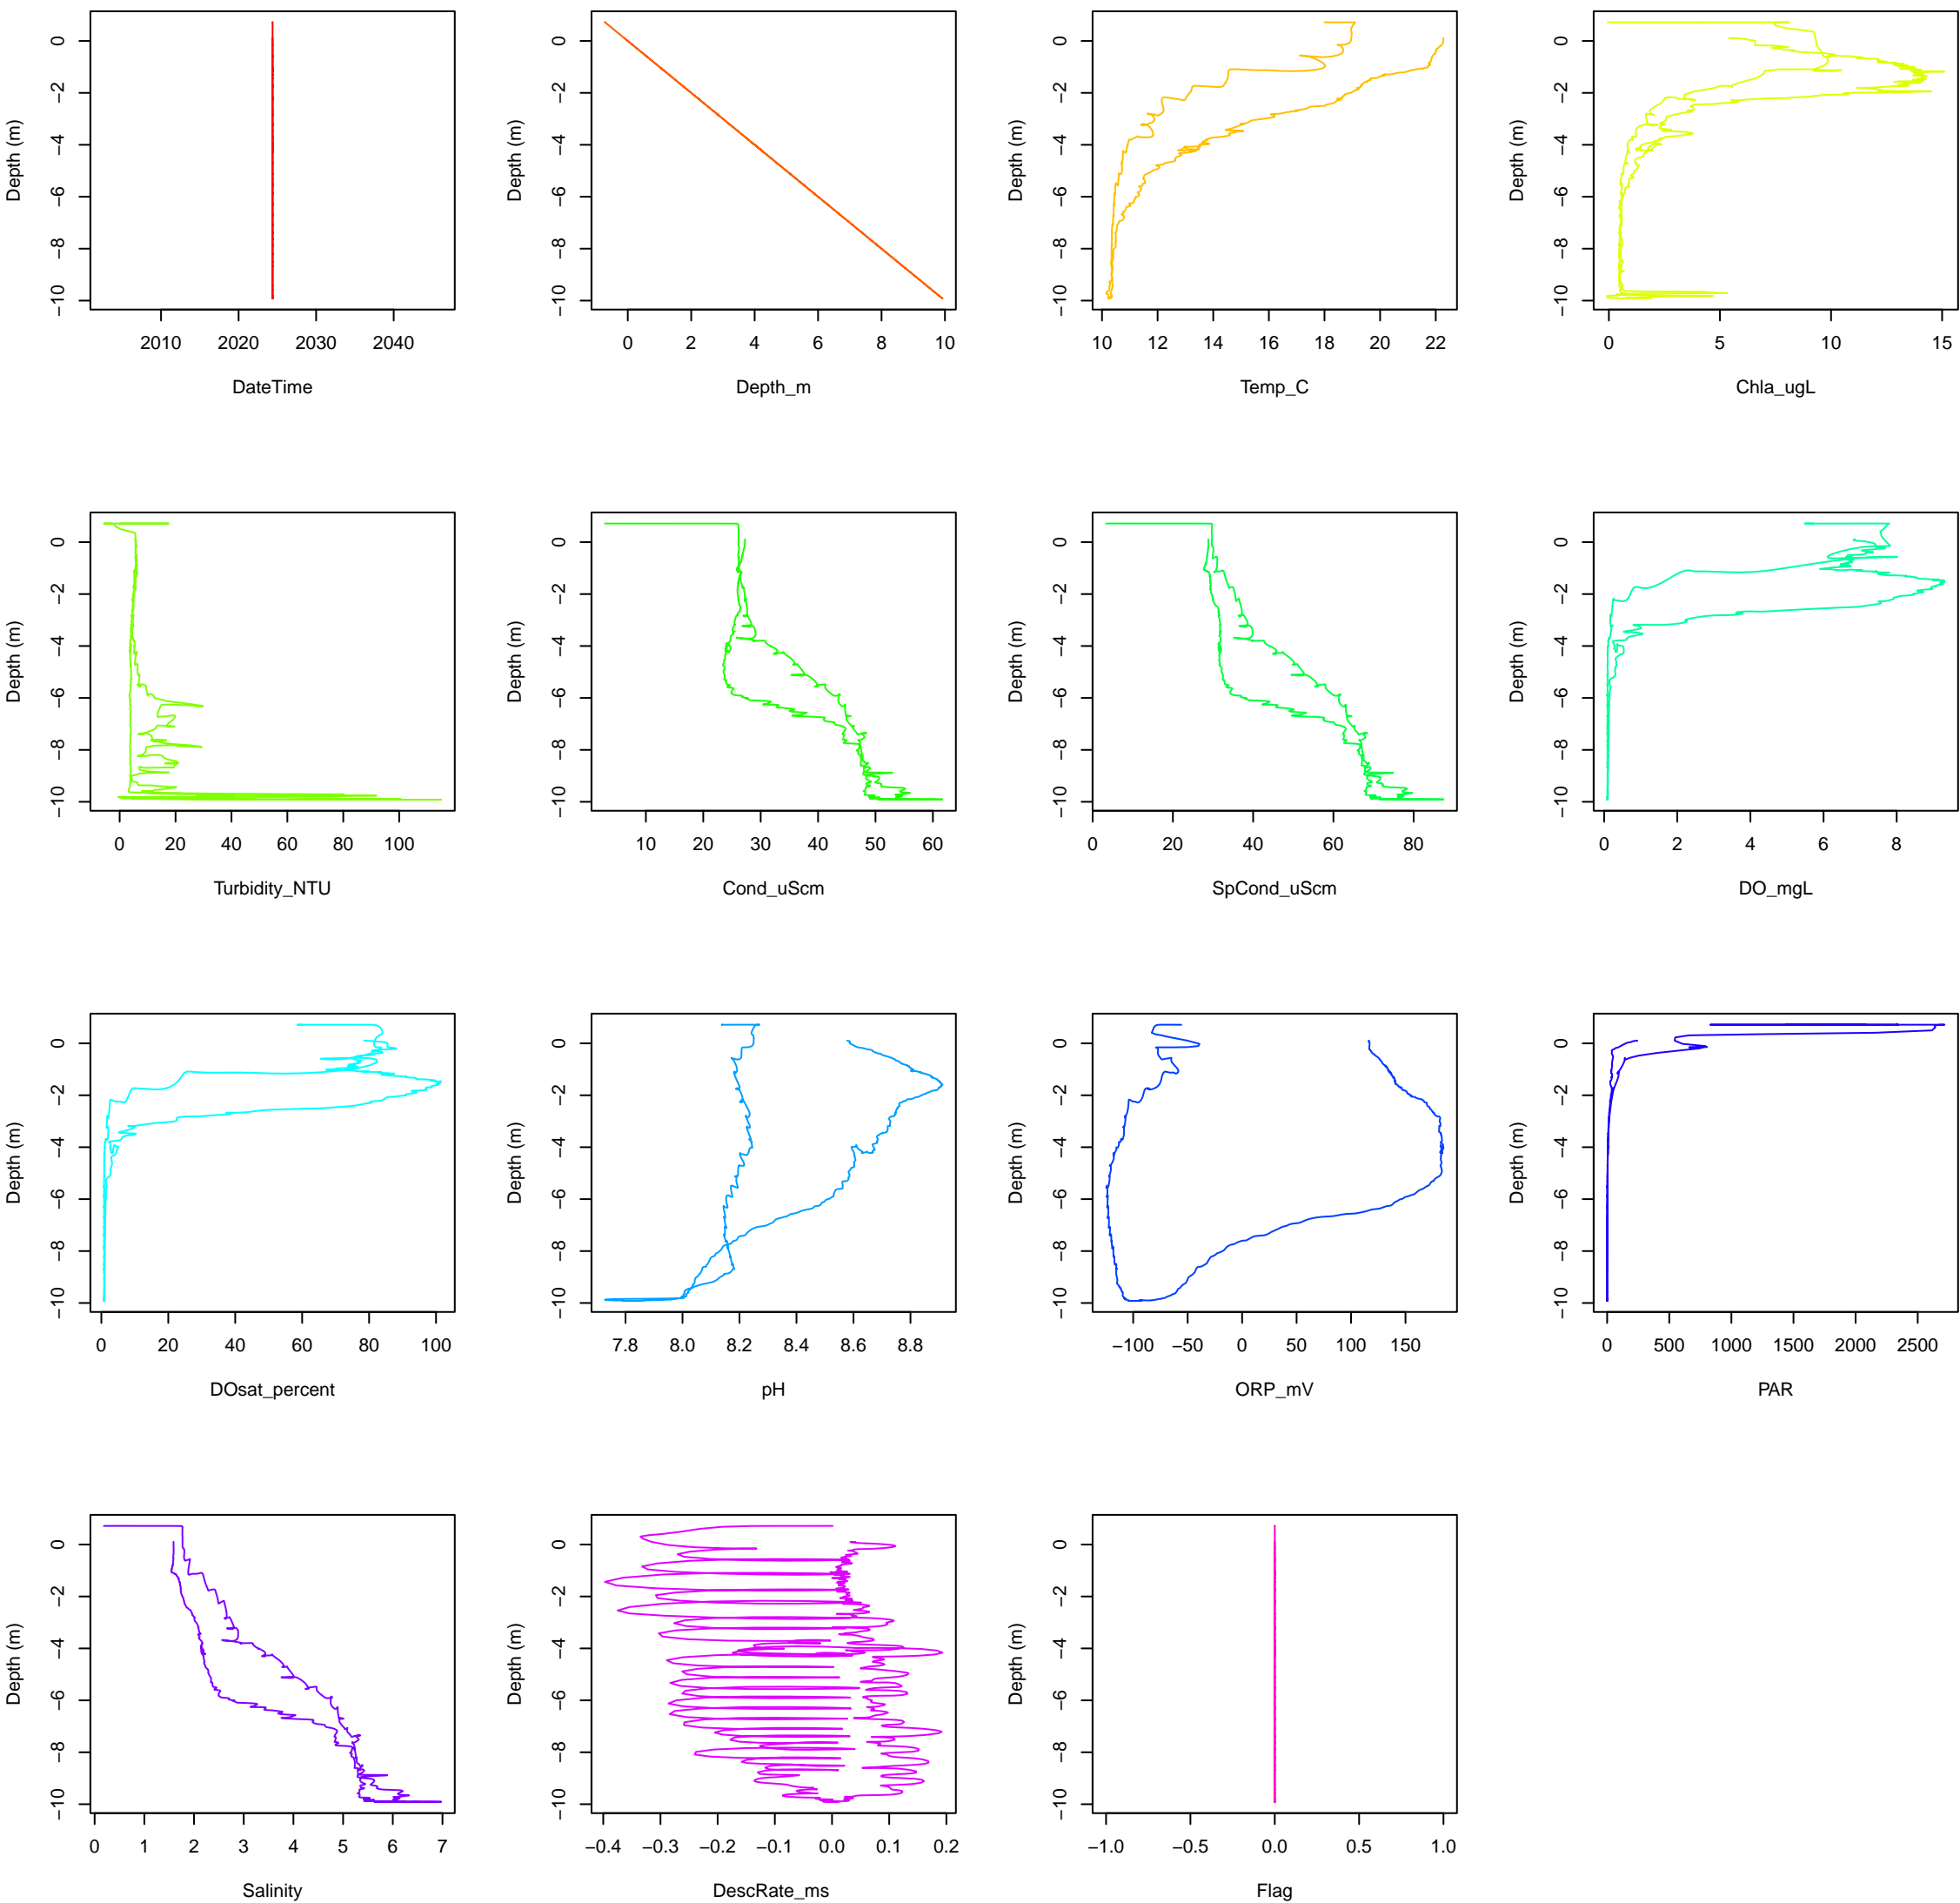 Depth (m)
0
−2
−4
−6
−8
−10
2010 2020 2030 2040
DateTime
Depth (m)
0
−2
−4
−6
−8
−10
0 2 4 6 8 10
Depth_m
Depth (m)
0
−2
−4
−6
−8
−10
10 12 14 16 18 20 22
Temp_C
Depth (m)
0
−2
−4
−6
−8
−10
0 5 10 15
Chla_ugL
Depth (m)
0
−2
−4
−6
−8
−10
0 20 40 60 80 100
Turbidity_NTU
Depth (m)
0
−2
−4
−6
−8
−10
10 20 30 40 50 60
Cond_uScm
Depth (m)
0
−2
−4
−6
−8
−10
0 20 40 60 80
SpCond_uScm
Depth (m)
0
−2
−4
−6
−8
−10
0 2 4 6 8
DO_mgL
Depth (m)
0
−2
−4
−6
−8
−10
0 20 40 60 80 100
DOsat_percent
Depth (m)
0
−2
−4
−6
−8
−10
7.8 8.0 8.2 8.4 8.6 8.8
pH
Depth (m)
0
−2
−4
−6
−8
−10
−100 −50 0 50 100 150
ORP_mV
Depth (m)
0
−2
−4
−6
−8
−10
0 500 1000 1500 2000 2500
PAR
Depth (m)
0
−2
−4
−6
−8
−10
0 1 2 3 4 5 6 7
Salinity
Depth (m)
0
−2
−4
−6
−8
−10
−0.4 −0.3 −0.2 −0.1 0.0 0.1 0.2
DescRate_ms
Depth (m)
0
−2
−4
−6
−8
−10
−1.0 −0.5 0.0 0.5 1.0
Flag